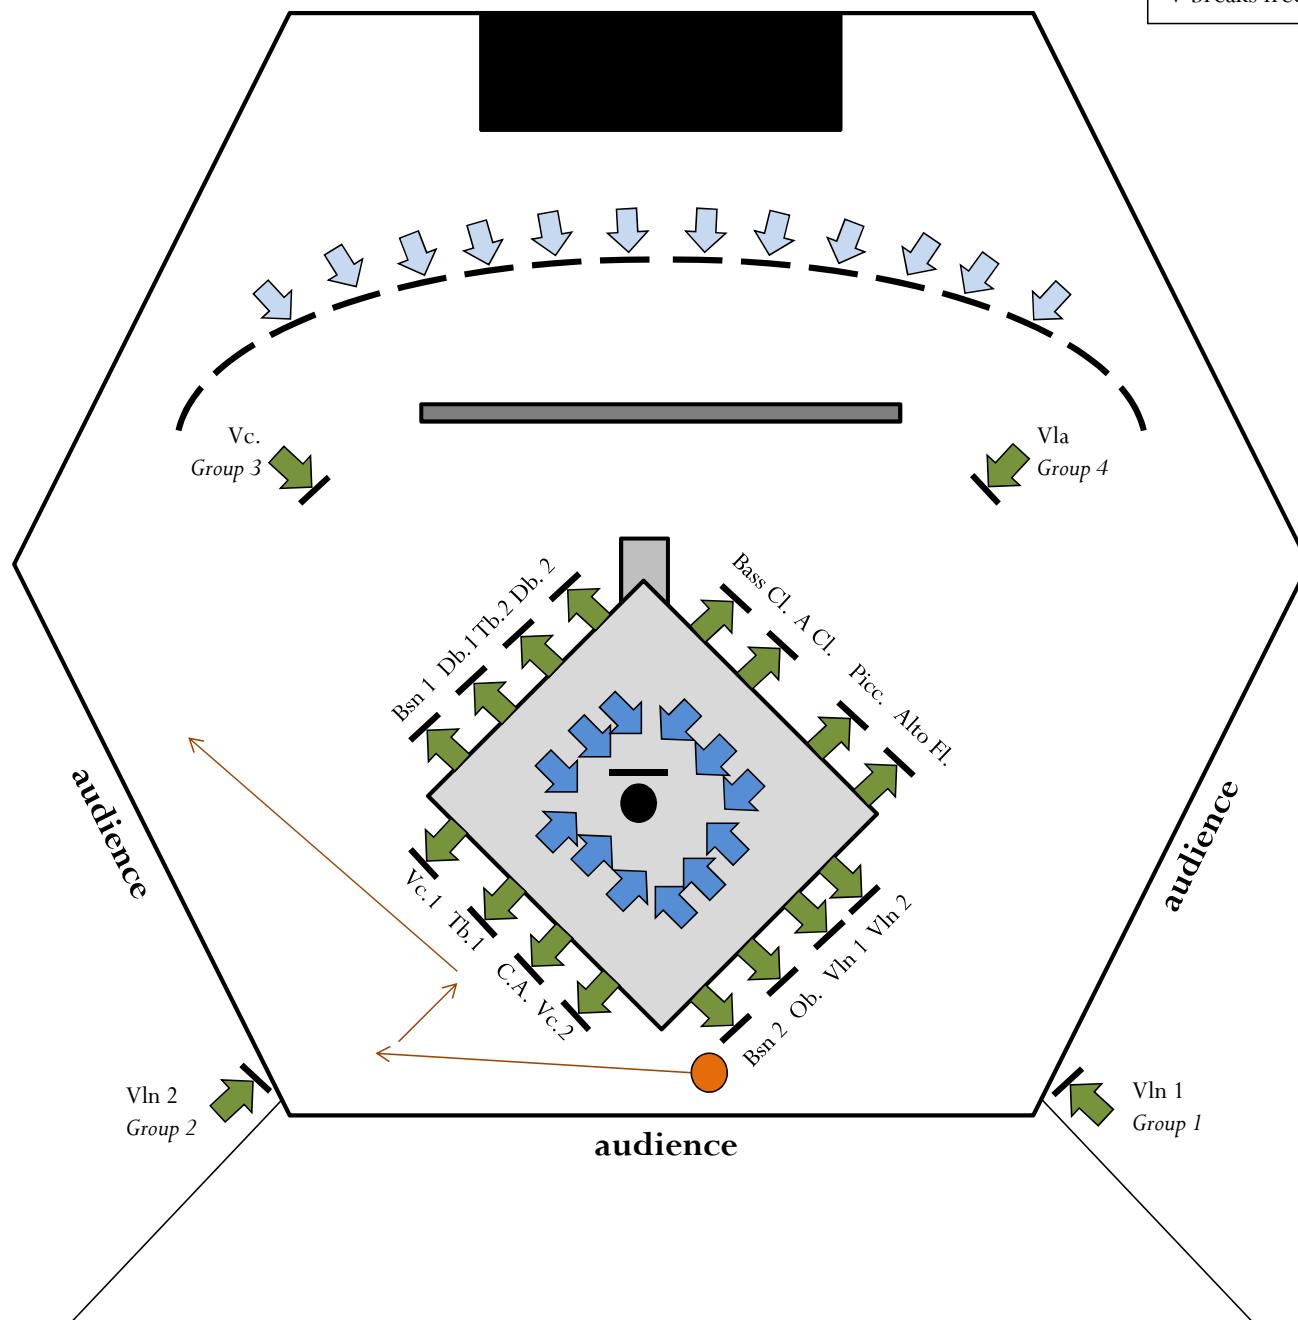 Vc.
Group 3
Vla
Group 4
Bsn 1 Db.1 Tb.2 Db. 2
Bass Cl. A Cl. Picc. Alto Fl.
audience
audience
Vc.1 Tb.1 C.A. Vc.2
Bsn 2 Ob. Vln 1 Vln 2
Vln 2
Group 2
Vln 1
Group 1
audience